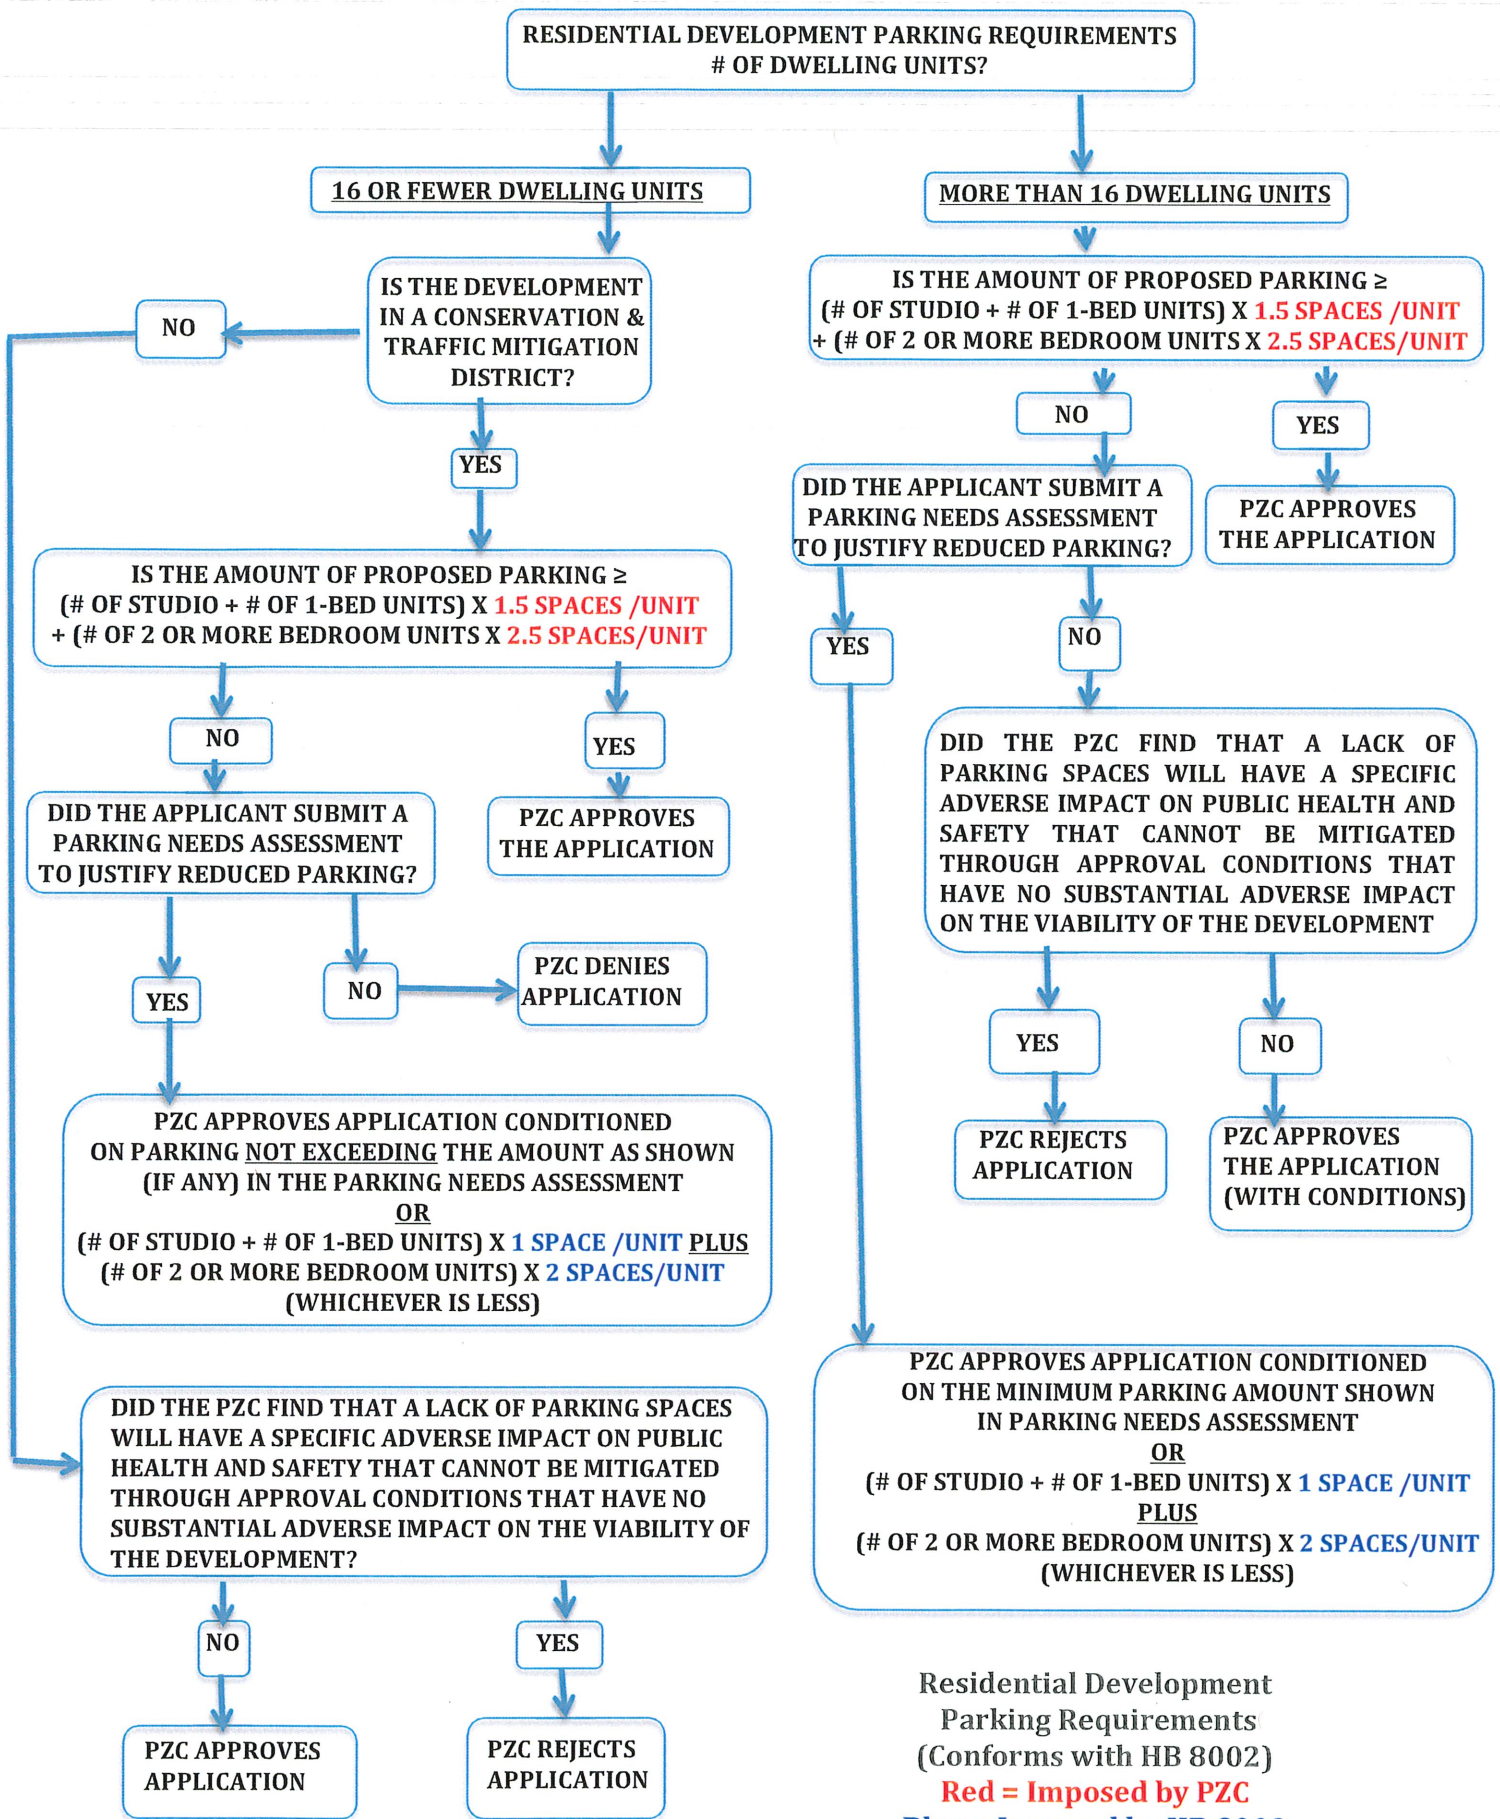 RESIDENTIAL DEVELOPMENT PARKING REQUIREMENTS
# OF DWELLING UNITS?
16 OR FEWER DWELLING UNITS
IS THE DEVELOPMENT
IN A CONSERVATION &
TRAFFIC MITIGATION
DISTRICT?
NO
YES
IS THE AMOUNT OF PROPOSED PARKING ≥
(# OF STUDIO + # OF 1-BED UNITS) X 1.5 SPACES /UNIT
+ (# OF 2 OR MORE BEDROOM UNITS X 2.5 SPACES/UNIT
NO
YES
DID THE APPLICANT SUBMIT A
PARKING NEEDS ASSESSMENT
TO JUSTIFY REDUCED PARKING?
PZC APPROVES
THE APPLICATION
YES
NO
PZC DENIES
APPLICATION
PZC APPROVES APPLICATION CONDITIONED
ON PARKING NOT EXCEEDING THE AMOUNT AS SHOWN
(IF ANY) IN THE PARKING NEEDS ASSESSMENT
OR
(# OF STUDIO + # OF 1-BED UNITS) X 1 SPACE /UNIT PLUS
(# OF 2 OR MORE BEDROOM UNITS) X 2 SPACES/UNIT
(WHICHEVER IS LESS)
DID THE PZC FIND THAT A LACK OF PARKING SPACES
WILL HAVE A SPECIFIC ADVERSE IMPACT ON PUBLIC
HEALTH AND SAFETY THAT CANNOT BE MITIGATED
THROUGH APPROVAL CONDITIONS THAT HAVE NO
SUBSTANTIAL ADVERSE IMPACT ON THE VIABILITY OF
THE DEVELOPMENT?
NO
YES
PZC APPROVES
APPLICATION
PZC REJECTS
APPLICATION
MORE THAN 16 DWELLING UNITS
IS THE AMOUNT OF PROPOSED PARKING ≥
(# OF STUDIO + # OF 1-BED UNITS) X 1.5 SPACES /UNIT
+ (# OF 2 OR MORE BEDROOM UNITS X 2.5 SPACES/UNIT
NO
YES
DID THE APPLICANT SUBMIT A
PARKING NEEDS ASSESSMENT
TO JUSTIFY REDUCED PARKING?
PZC APPROVES
THE APPLICATION
YES
NO
DID THE PZC FIND THAT A LACK OF
PARKING SPACES WILL HAVE A SPECIFIC
ADVERSE IMPACT ON PUBLIC HEALTH AND
SAFETY THAT CANNOT BE MITIGATED
THROUGH APPROVAL CONDITIONS THAT
HAVE NO SUBSTANTIAL ADVERSE IMPACT
ON THE VIABILITY OF THE DEVELOPMENT
YES
NO
PZC REJECTS
APPLICATION
PZC APPROVES
THE APPLICATION
(WITH CONDITIONS)
PZC APPROVES APPLICATION CONDITIONED
ON THE MINIMUM PARKING AMOUNT SHOWN
IN PARKING NEEDS ASSESSMENT
OR
(# OF STUDIO + # OF 1-BED UNITS) X 1 SPACE /UNIT
PLUS
(# OF 2 OR MORE BEDROOM UNITS) X 2 SPACES/UNIT
(WHICHEVER IS LESS)
Residential Development
Parking Requirements
(Conforms with HB 8002)
Red = Imposed by PZC